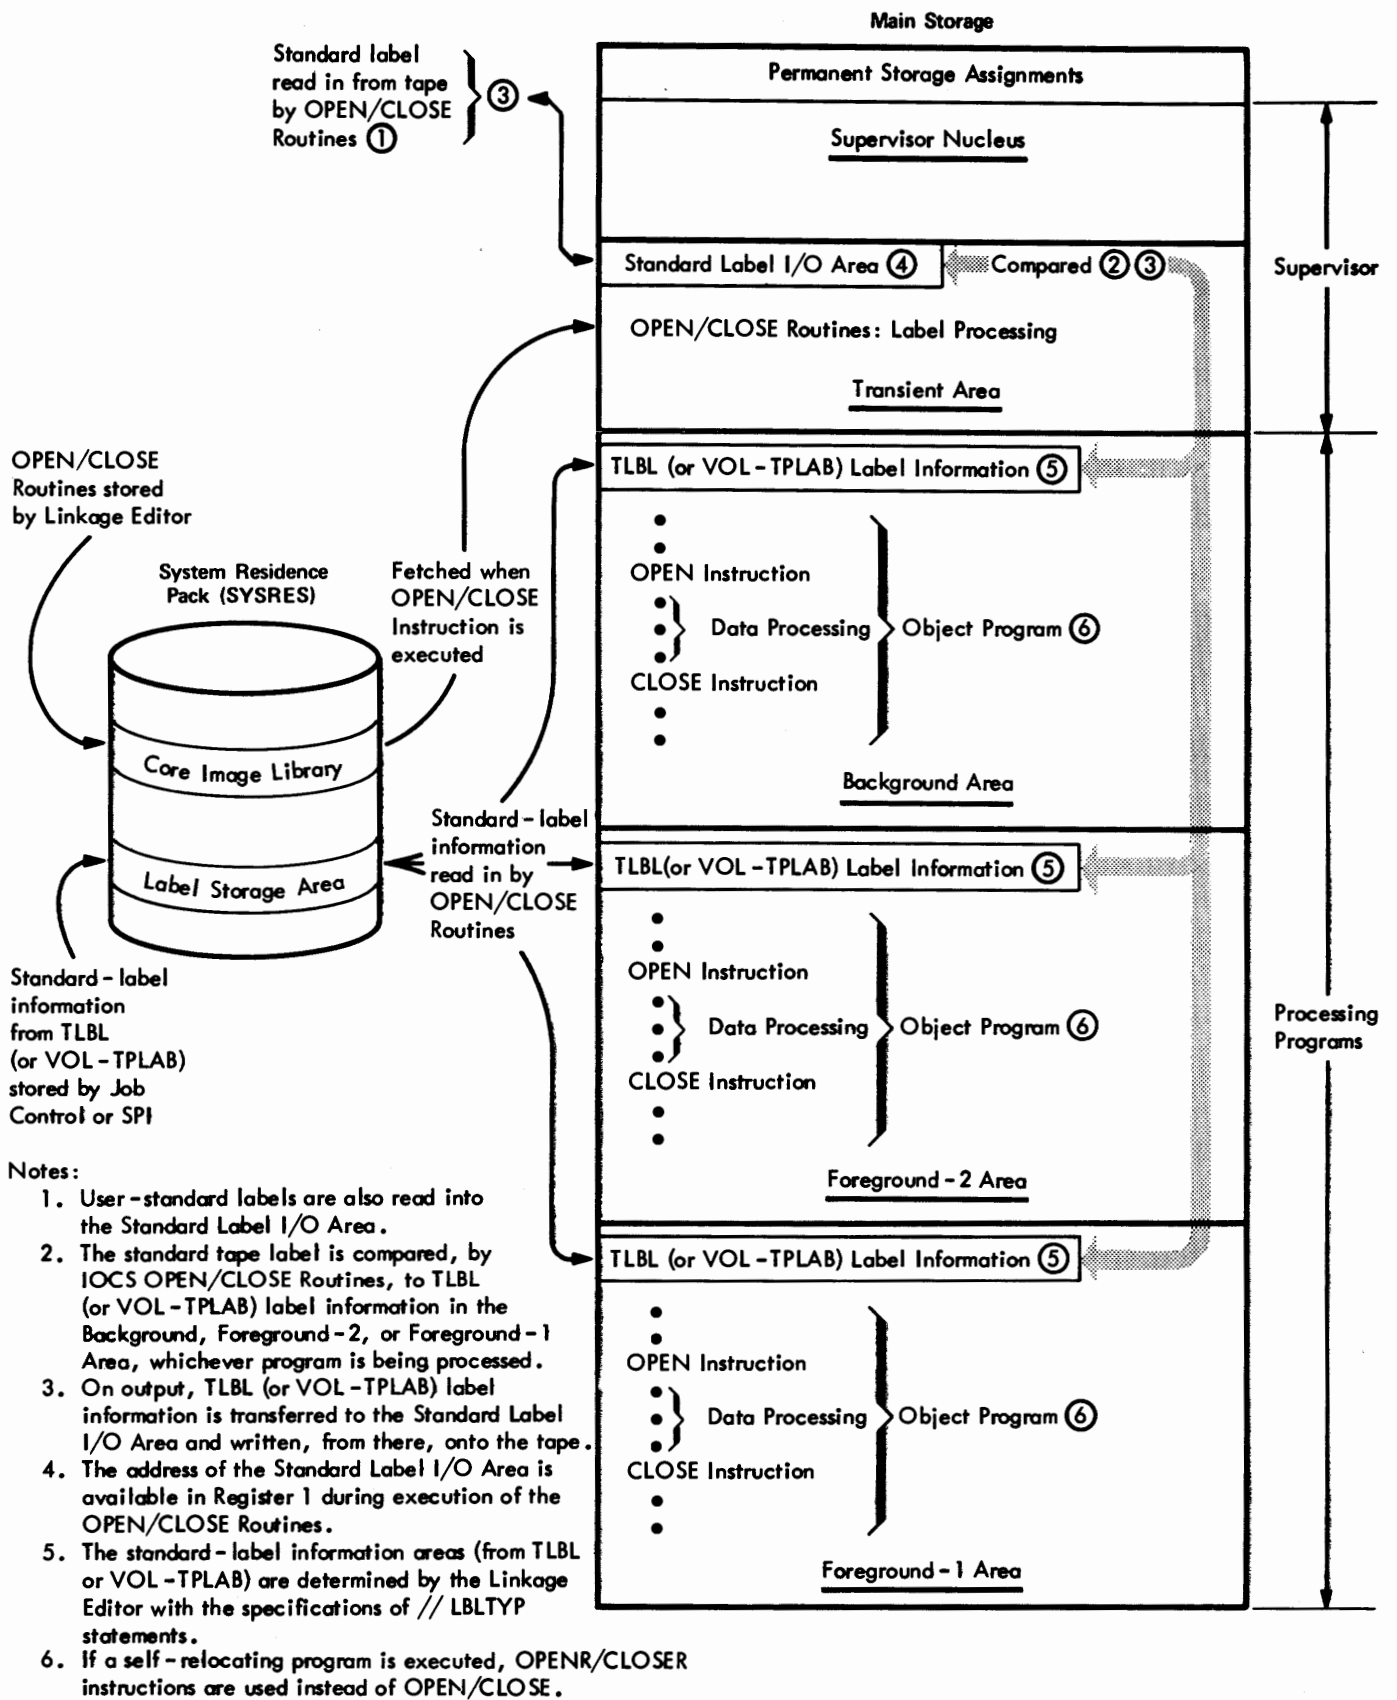 Main Storage
Standard label
read in from tape
by OPEN/CLOSE
Routines ①
③
Permanent Storage Assignments
Supervisor Nucleus
Standard Label I/O Area ④
Compared ② ③
Supervisor
OPEN/CLOSE Routines: Label Processing
Transient Area
OPEN/CLOSE
Routines stored
by Linkage Editor
System Residence
Pack (SYSRES)
Core Image Library
Label Storage Area
Fetched when
OPEN/CLOSE
Instruction is
executed
Standard-label
information
read in by
OPEN/CLOSE
Routines
Standard-label
information
from TLBL
(or VOL-TPLAB)
stored by Job
Control or SPI
TLBL (or VOL-TPLAB) Label Information ⑤
OPEN Instruction
Data Processing
Object Program ⑥
CLOSE Instruction
Background Area
TLBL(or VOL-TPLAB) Label Information ⑤
OPEN Instruction
Data Processing
Object Program ⑥
CLOSE Instruction
Foreground-2 Area
Processing
Programs
TLBL (or VOL-TPLAB) Label Information ⑤
OPEN Instruction
Data Processing
Object Program ⑥
CLOSE Instruction
Foreground-1 Area
Notes:
1. User-standard labels are also read into
the Standard Label I/O Area.
2. The standard tape label is compared, by
IOCS OPEN/CLOSE Routines, to TLBL
(or VOL-TPLAB) label information in the
Background, Foreground-2, or Foreground-1
Area, whichever program is being processed.
3. On output, TLBL (or VOL-TPLAB) label
information is transferred to the Standard Label
I/O Area and written, from there, onto the tape.
4. The address of the Standard Label I/O Area is
available in Register 1 during execution of the
OPEN/CLOSE Routines.
5. The standard-label information areas (from TLBL
or VOL-TPLAB) are determined by the Linkage
Editor with the specifications of // LBLTYP
statements.
6. If a self-relocating program is executed, OPENR/CLOSER
instructions are used instead of OPEN/CLOSE.